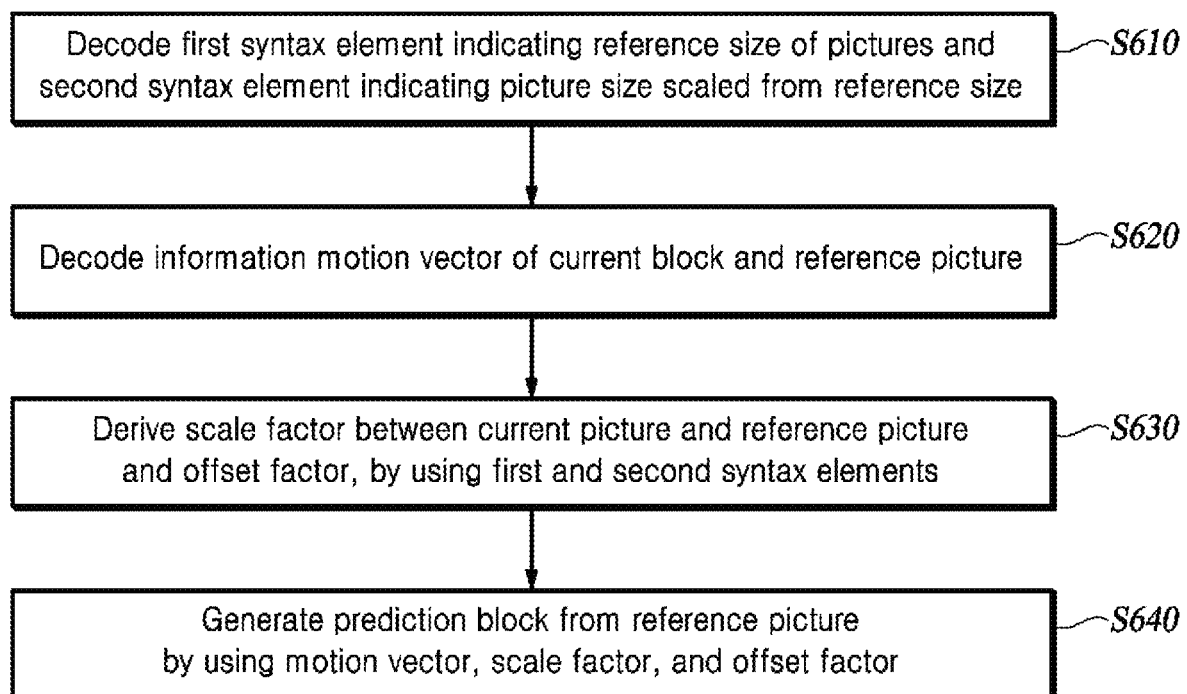 Decode first syntax element indicating reference size of pictures and
second syntax element indicating picture size scaled from reference size
S610
Decode information motion vector of current block and reference picture
S620
Derive scale factor between current picture and reference picture
and offset factor, by using first and second syntax elements
S630
Generate prediction block from reference picture
by using motion vector, scale factor, and offset factor
S640